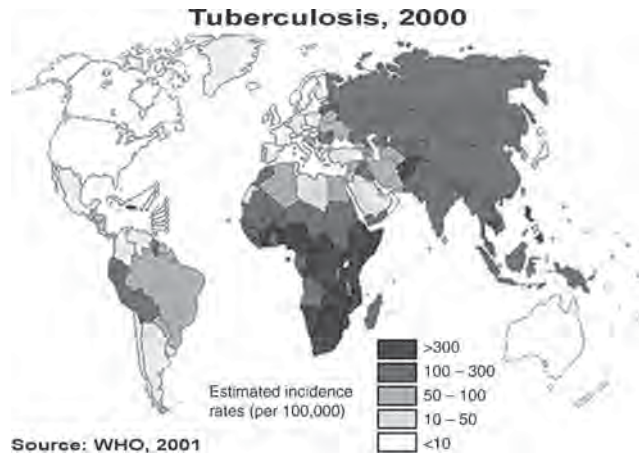 Tuberculosis, 2000
>300
100 – 300
50 – 100
10 – 50
<10
Estimated incidence
rates (per 100,000)
Source: WHO, 2001